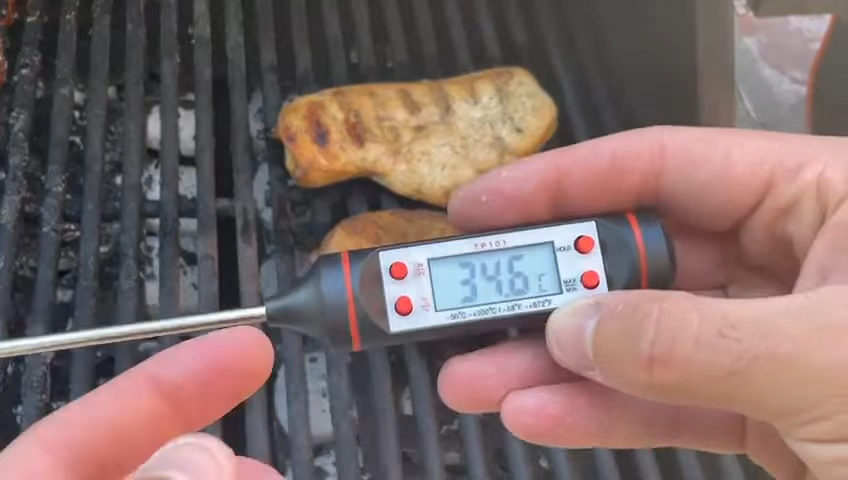 TP101
HOLD
34.6 °C
MAX
MIN
-50°C~+300°C/-58°F~+572°F